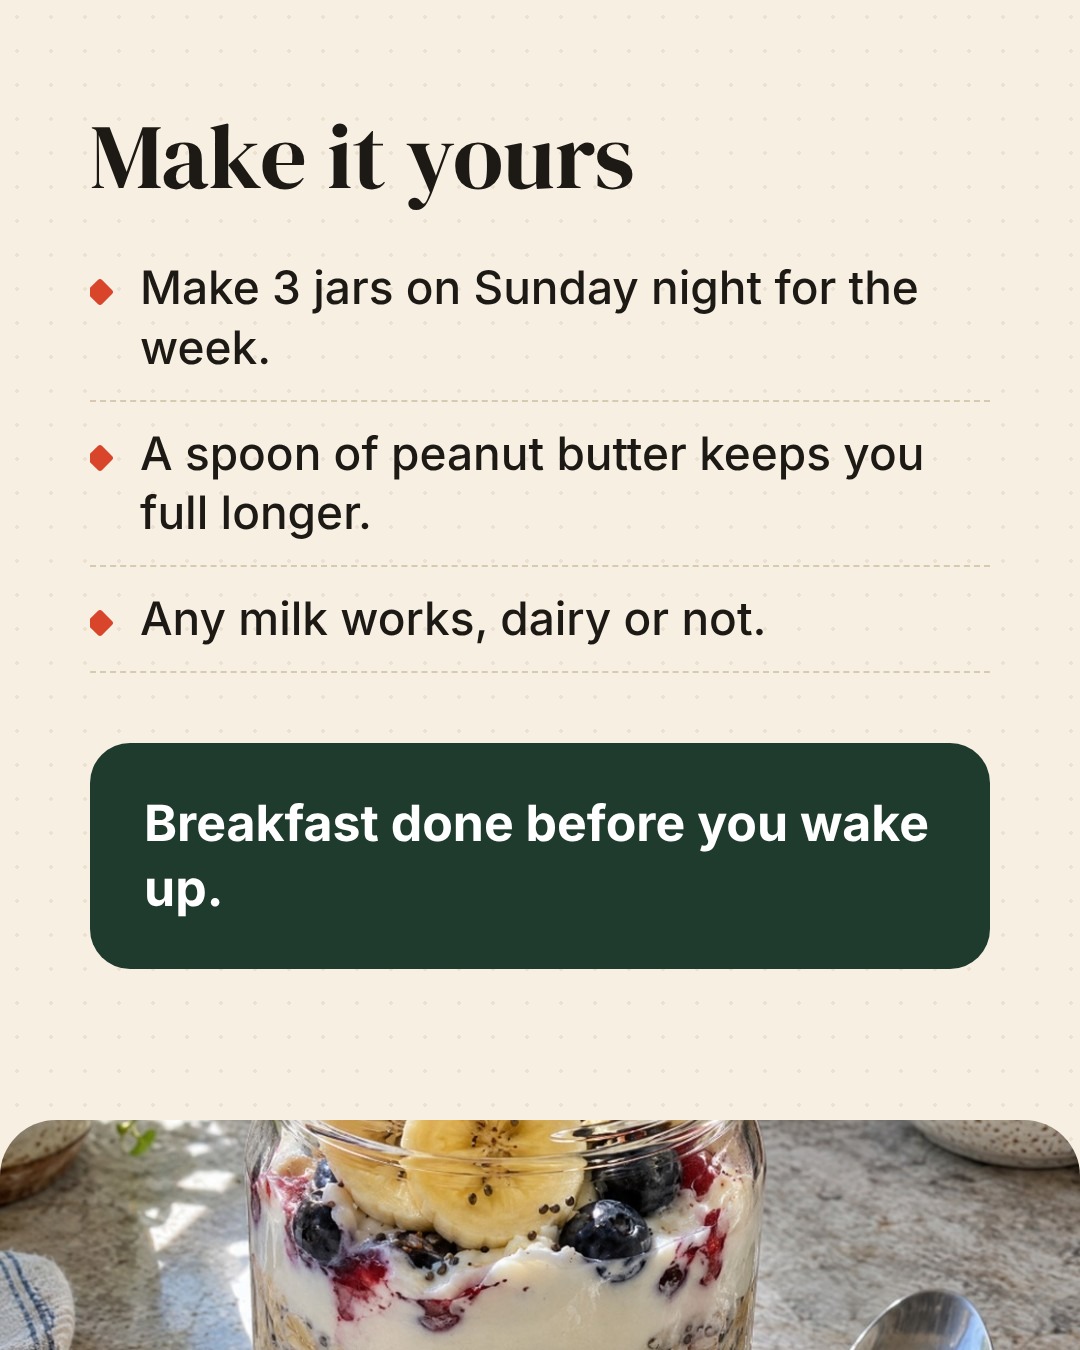 Make it yours
Make 3 jars on Sunday night for the
week.
A spoon of peanut butter keeps you
full longer.
Any milk works, dairy or not.
Breakfast done before you wake
up.